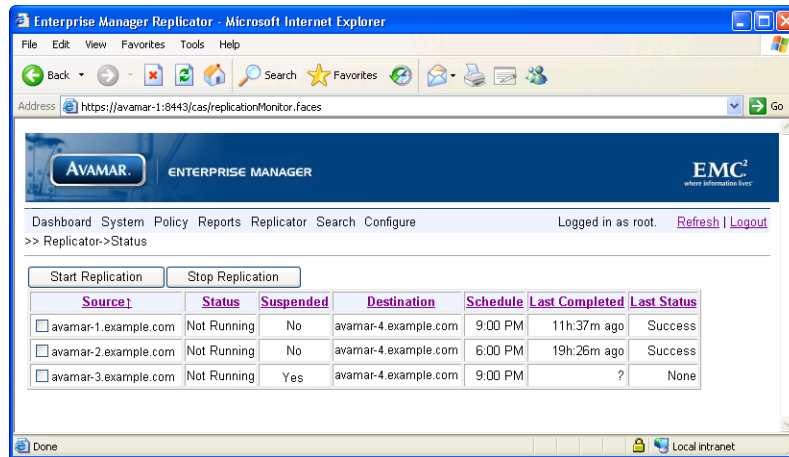 Enterprise Manager Replicator - Microsoft Internet Explorer
File Edit View Favorites Tools Help
Back Search Favorites
Address https://avamar-1:8443/cas/replicationMonitor.faces Go
AVAMAR. ENTERPRISE MANAGER EMC²
where information lives®
Dashboard System Policy Reports Replicator Search Configure Logged in as root. Refresh | Logout
>> Replicator->Status
Start Replication Stop Replication
Source↑ Status Suspended Destination Schedule Last Completed Last Status
avamar-1.example.com Not Running No avamar-4.example.com 9:00 PM 11h:37m ago Success
avamar-2.example.com Not Running No avamar-4.example.com 6:00 PM 19h:26m ago Success
avamar-3.example.com Not Running Yes avamar-4.example.com 9:00 PM ? None
Done Local intranet